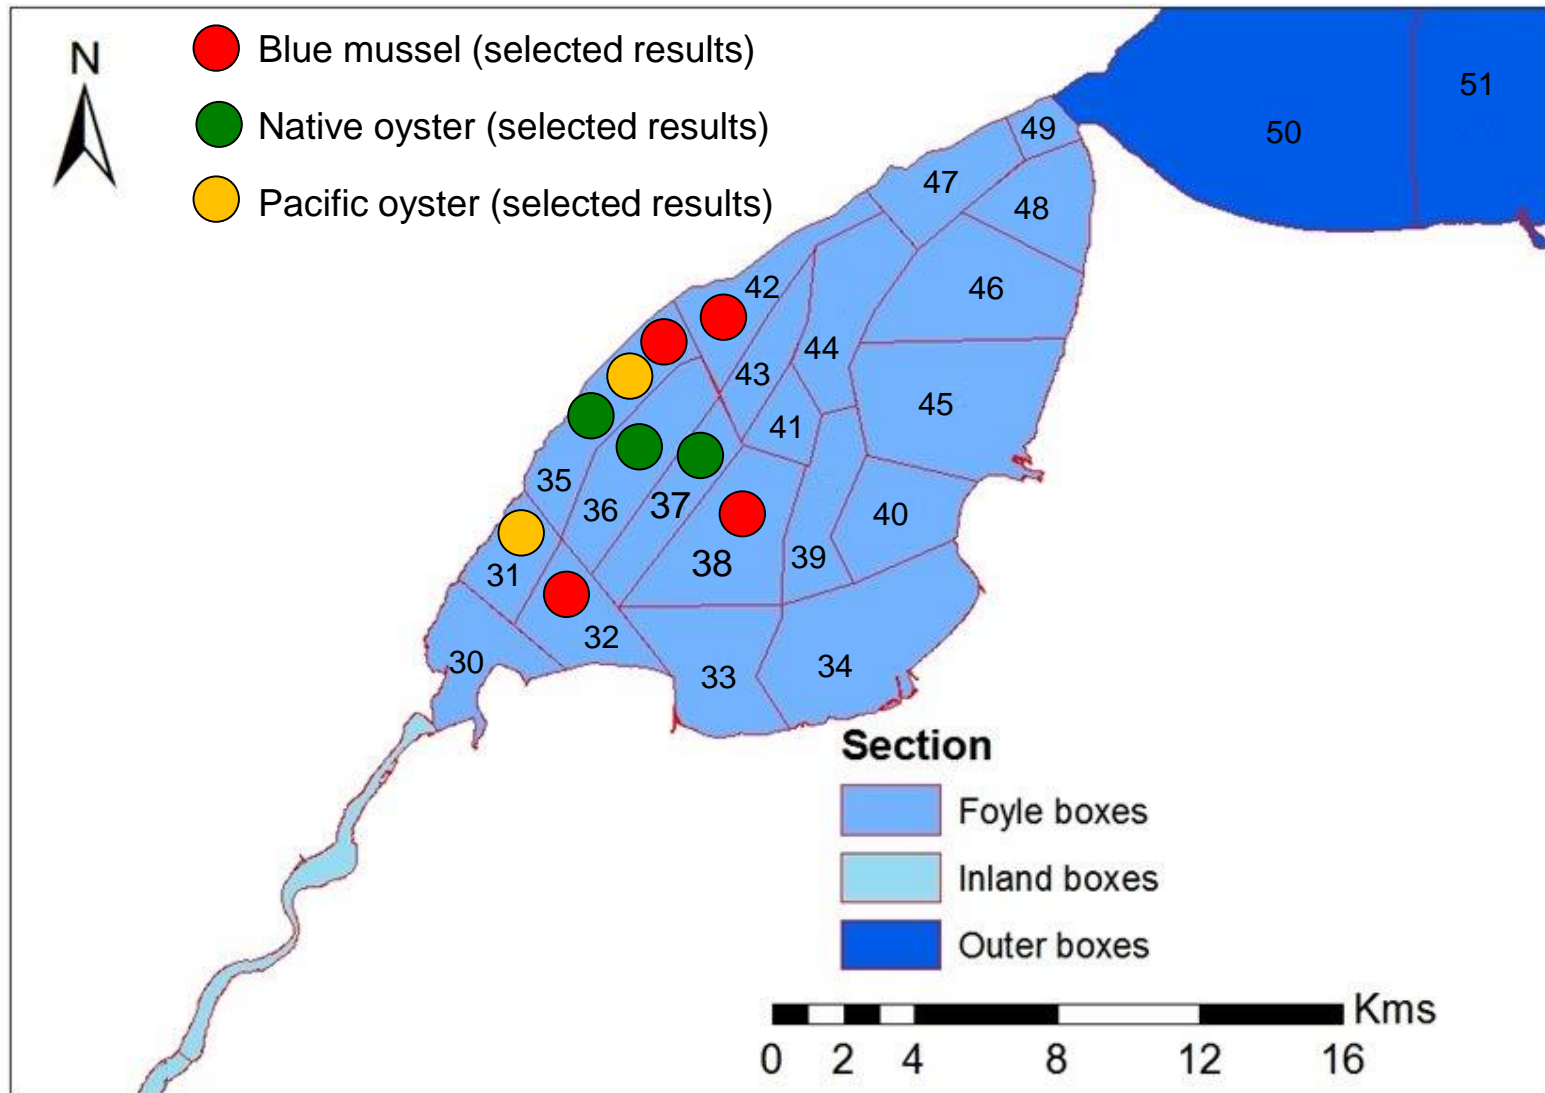 N
Blue mussel (selected results)
Native oyster (selected results)
Pacific oyster (selected results)
51
50
49
47
48
42
46
44
43
45
41
35
36
37
40
38
39
31
32
30
33
34
Section
Foyle boxes
Inland boxes
Outer boxes
Kms
0 2 4 8 12 16